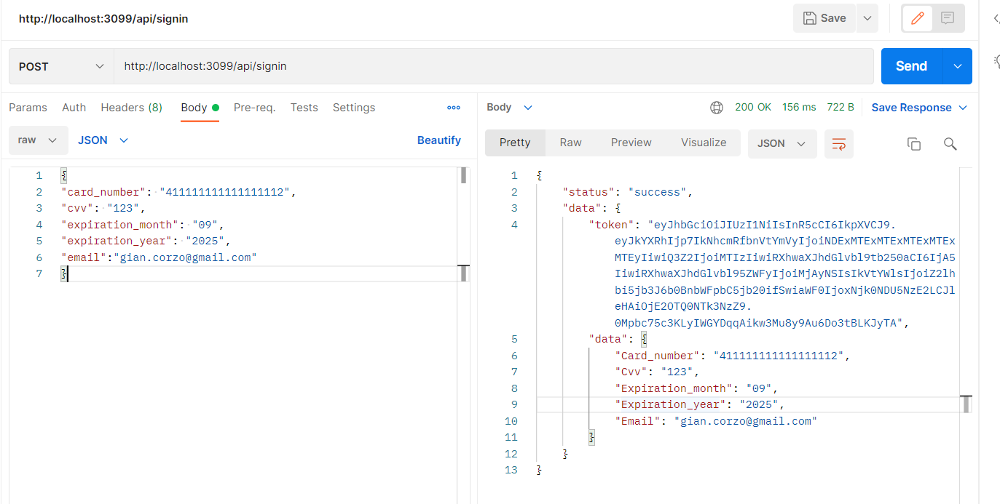 http://localhost:3099/api/signin
Save
POST
http://localhost:3099/api/signin
Send
Params Auth Headers (8) Body Pre-req. Tests Settings
raw JSON Beautify
1 {
2 "card_number": "411111111111111112",
3 "cvv": "123",
4 "expiration_month": "09",
5 "expiration_year": "2025",
6 "email":"gian.corzo@gmail.com"
7 }
Body 200 OK 156 ms 722 B Save Response
Pretty Raw Preview Visualize JSON
1 {
2 "status": "success",
3 "data": {
4 "token": "eyJhbGciOiJIUzI1NiIsInR5cCI6IkpXVCJ9.
eyJkYXRhIjp7IkNhcmRfbnVtYmVyIjoiNDExMTExMTExMTExMTEx
MTEyIiwiQ3Z2IjoiMTIzIiwiRXhwaXJhdGlvbl9tb250aCI6IjA5
IiwiRXhwaXJhdGlvbl95ZWFyIjoiMjAyNSIsIkVtYWlsIjoiZ2lh
bi5jb3J6b0BnbWFpbC5jb20ifSwiaWF0IjoxNjk0NDU5NzE2LCJl
eHAiOjE2OTQ0NTk3NzZ9.
0Mpbc75c3KLyIWGYDqqAikw3Mu8y9Au6Do3tBLKJyTA",
5 "data": {
6 "Card_number": "411111111111111112",
7 "Cvv": "123",
8 "Expiration_month": "09",
9 "Expiration_year": "2025",
10 "Email": "gian.corzo@gmail.com"
11 }
12 }
13 }